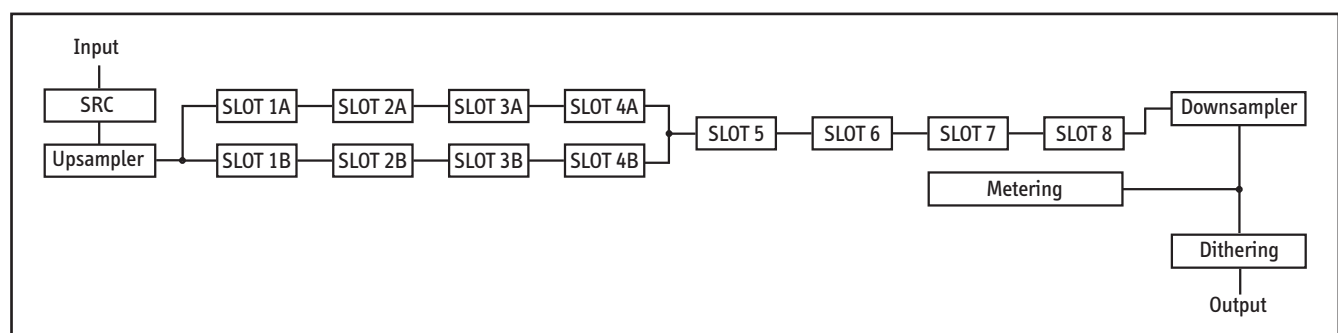 Input
SRC
Upsampler
SLOT 1A
SLOT 2A
SLOT 3A
SLOT 4A
SLOT 1B
SLOT 2B
SLOT 3B
SLOT 4B
SLOT 5
SLOT 6
SLOT 7
SLOT 8
Downsampler
Metering
Dithering
Output